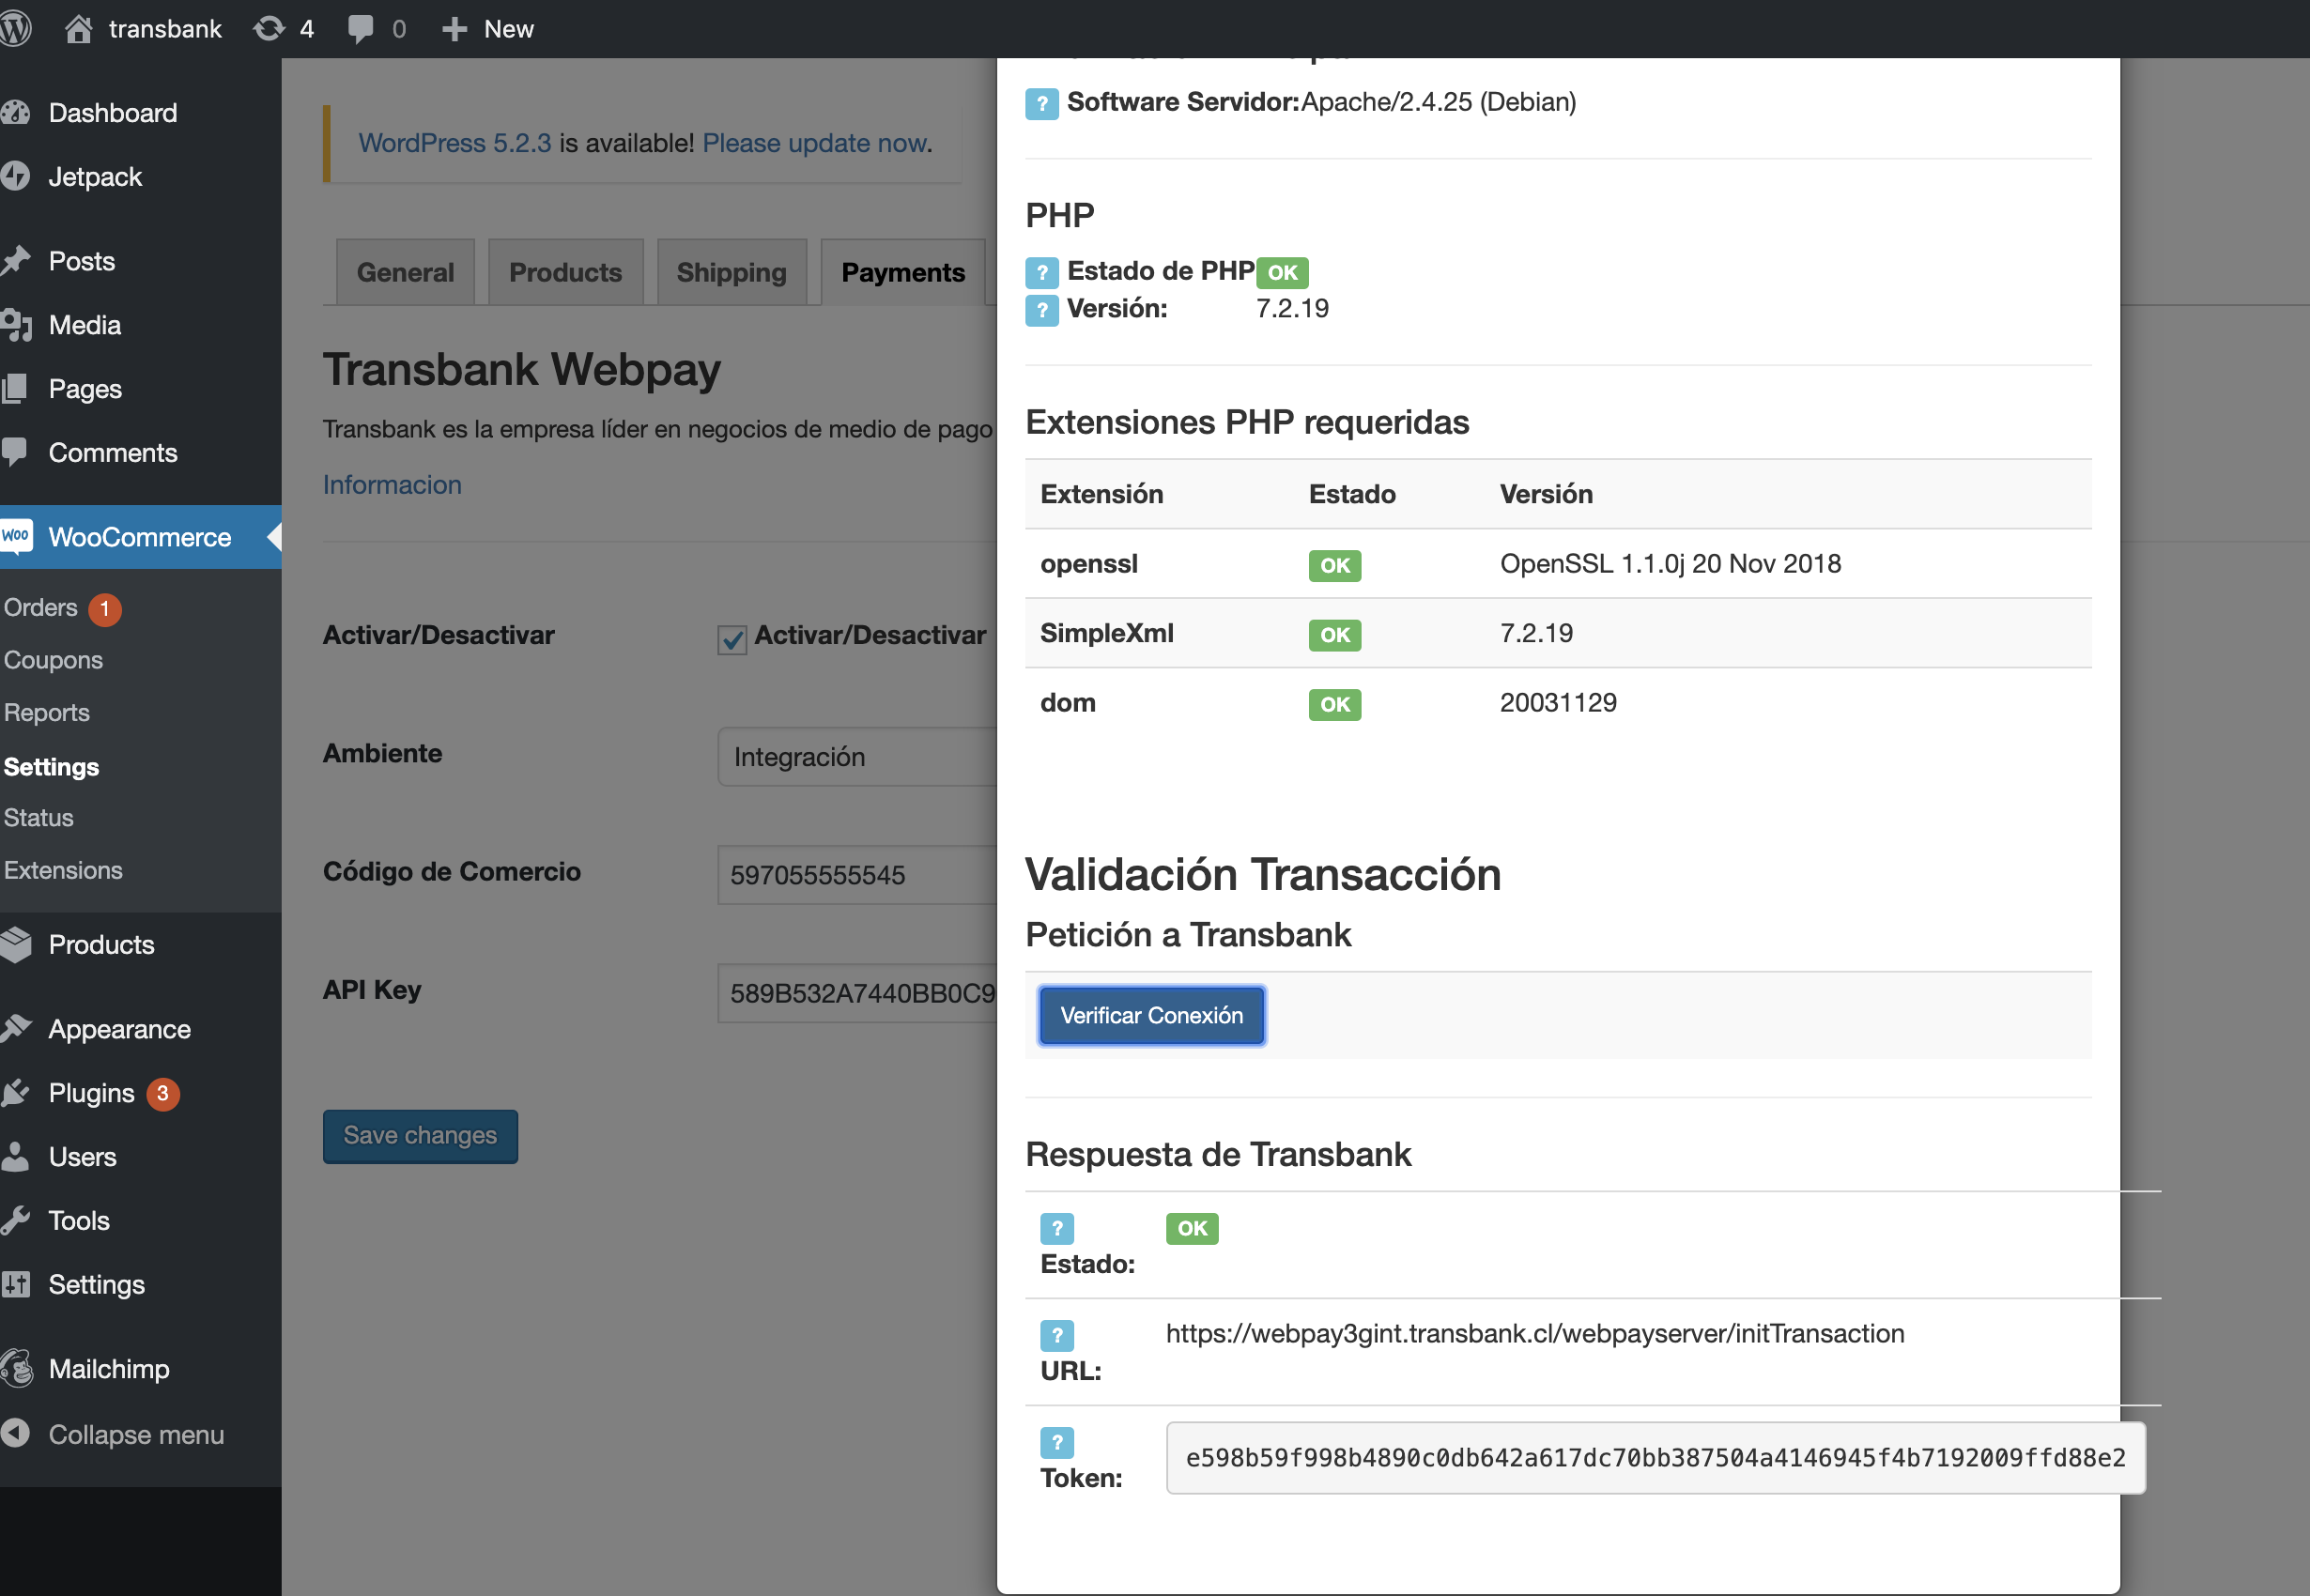 transbank 4 0 New
Dashboard
Jetpack
Posts
Media
Pages
Comments
Woo WooCommerce
Orders 1
Coupons
Reports
Settings
Status
Extensions
Products
Appearance
Plugins 3
Users
Tools
Settings
Mailchimp
Collapse menu
WordPress 5.2.3 is available! Please update now.
General Products Shipping Payments
Transbank Webpay
Transbank es la empresa líder en negocios de medio de pago
Informacion
Activar/Desactivar Activar/Desactivar
Ambiente Integración
Código de Comercio 597055555545
API Key 589B532A7440BB0C9
Save changes
? Software Servidor: Apache/2.4.25 (Debian)
PHP
? Estado de PHP OK
? Versión: 7.2.19
Extensiones PHP requeridas
Extensión Estado Versión
openssl OK OpenSSL 1.1.0j 20 Nov 2018
SimpleXml OK 7.2.19
dom OK 20031129
Validación Transacción
Petición a Transbank
Verificar Conexión
Respuesta de Transbank
? OK
Estado:
? https://webpay3gint.transbank.cl/webpayserver/initTransaction
URL:
? e598b59f998b4890c0db642a617dc70bb387504a4146945f4b7192009ffd88e2
Token: